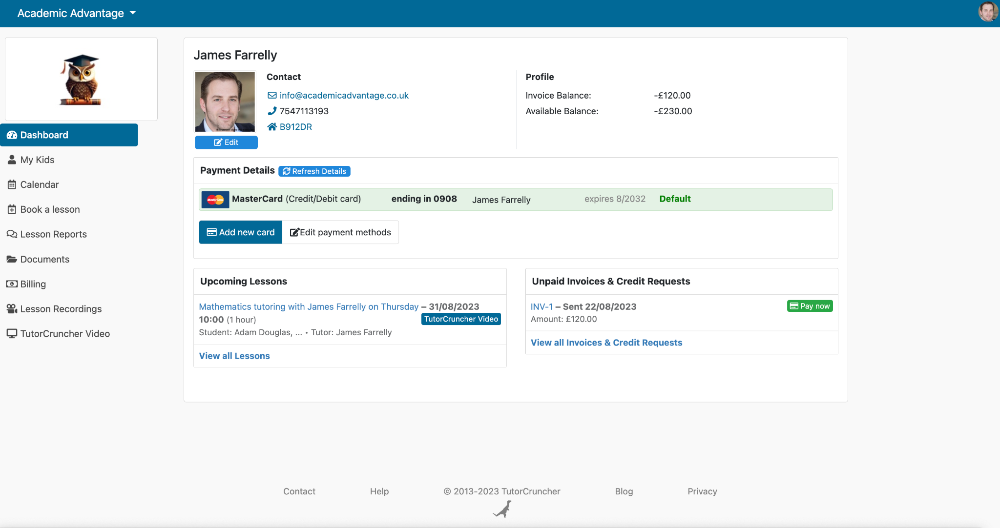 Academic Advantage
James Farrelly
Contact
info@academicadvantage.co.uk
7547113193
B912DR
Edit
Profile
Invoice Balance: -£120.00
Available Balance: -£230.00
Dashboard
My Kids
Calendar
Book a lesson
Lesson Reports
Documents
Billing
Lesson Recordings
TutorCruncher Video
Payment Details Refresh Details
MasterCard MasterCard (Credit/Debit card) ending in 0908 James Farrelly expires 8/2032 Default
Add new card Edit payment methods
Upcoming Lessons
Mathematics tutoring with James Farrelly on Thursday – 31/08/2023
10:00 (1 hour) TutorCruncher Video
Student: Adam Douglas, ... • Tutor: James Farrelly
View all Lessons
Unpaid Invoices & Credit Requests
INV-1 – Sent 22/08/2023 Pay now
Amount: £120.00
View all Invoices & Credit Requests
Contact Help © 2013-2023 TutorCruncher Blog Privacy